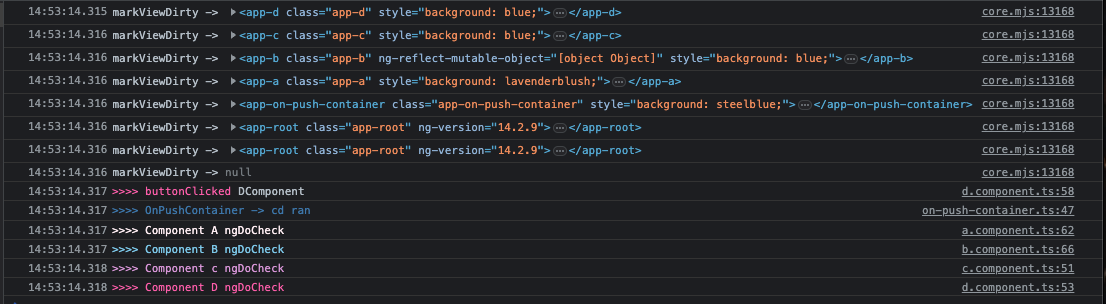 14:53:14.315 markViewDirty -> ▶<app-d class="app-d" style="background: blue;">⋯</app-d> core.mjs:13168
14:53:14.316 markViewDirty -> ▶<app-c class="app-c" style="background: blue;">⋯</app-c> core.mjs:13168
14:53:14.316 markViewDirty -> ▶<app-b class="app-b" ng-reflect-mutable-object="[object Object]" style="background: blue;">⋯</app-b> core.mjs:13168
14:53:14.316 markViewDirty -> ▶<app-a class="app-a" style="background: lavenderblush;">⋯</app-a> core.mjs:13168
14:53:14.316 markViewDirty -> ▶<app-on-push-container class="app-on_push-container" style="background: steelblue;">⋯</app-on-push-container> core.mjs:13168
14:53:14.316 markViewDirty -> ▶<app-root class="app-root" ng-version="14.2.9">⋯</app-root> core.mjs:13168
14:53:14.316 markViewDirty -> ▶<app-root class="app-root" ng-version="14.2.9">⋯</app-root> core.mjs:13168
14:53:14.316 markViewDirty -> null core.mjs:13168
14:53:14.317 >>>> buttonClicked DComponent d.component.ts:58
14:53:14.317 >>>> OnPushContainer -> cd ran on-push-container.ts:47
14:53:14.317 >>>> Component A ngDoCheck a.component.ts:62
14:53:14.317 >>>> Component B ngDoCheck b.component.ts:66
14:53:14.318 >>>> Component c ngDoCheck c.component.ts:51
14:53:14.318 >>>> Component D ngDoCheck d.component.ts:53